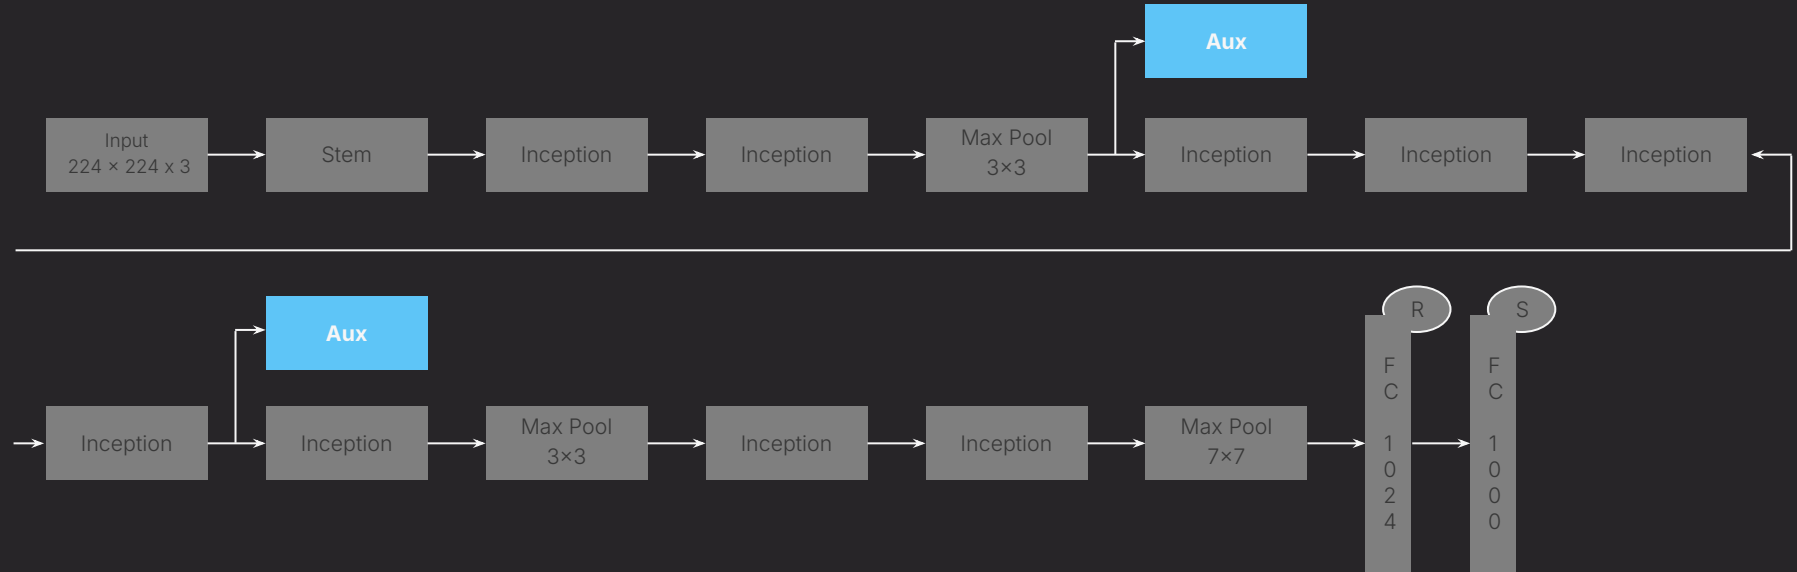 Aux
Input
224 × 224 x 3
Stem
Inception
Inception
Max Pool
3×3
Inception
Inception
Inception
Aux
Inception
Inception
Max Pool
3×3
Inception
Inception
Max Pool
7×7
R
F
C
1
0
2
4
S
F
C
1
0
0
0